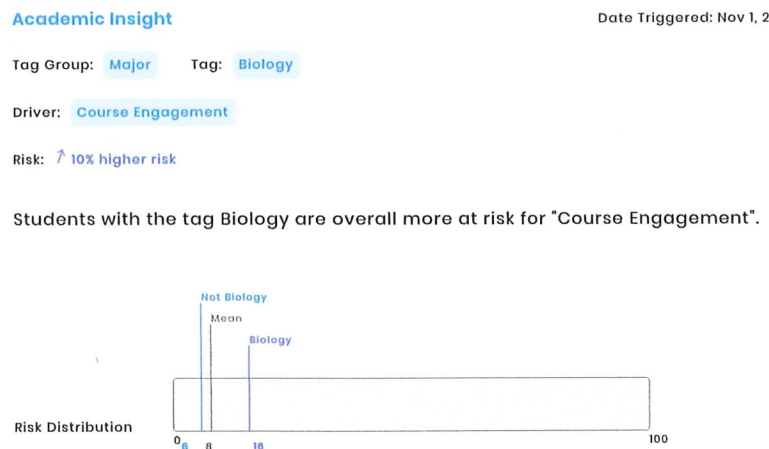 Academic Insight
Date Triggered: Nov 1, 2
Tag Group: Major Tag: Biology
Driver: Course Engagement
Risk: ↗ 10% higher risk
Students with the tag Biology are overall more at risk for "Course Engagement".
Not Biology
Mean
Biology
Risk Distribution
0 6 8 16 100